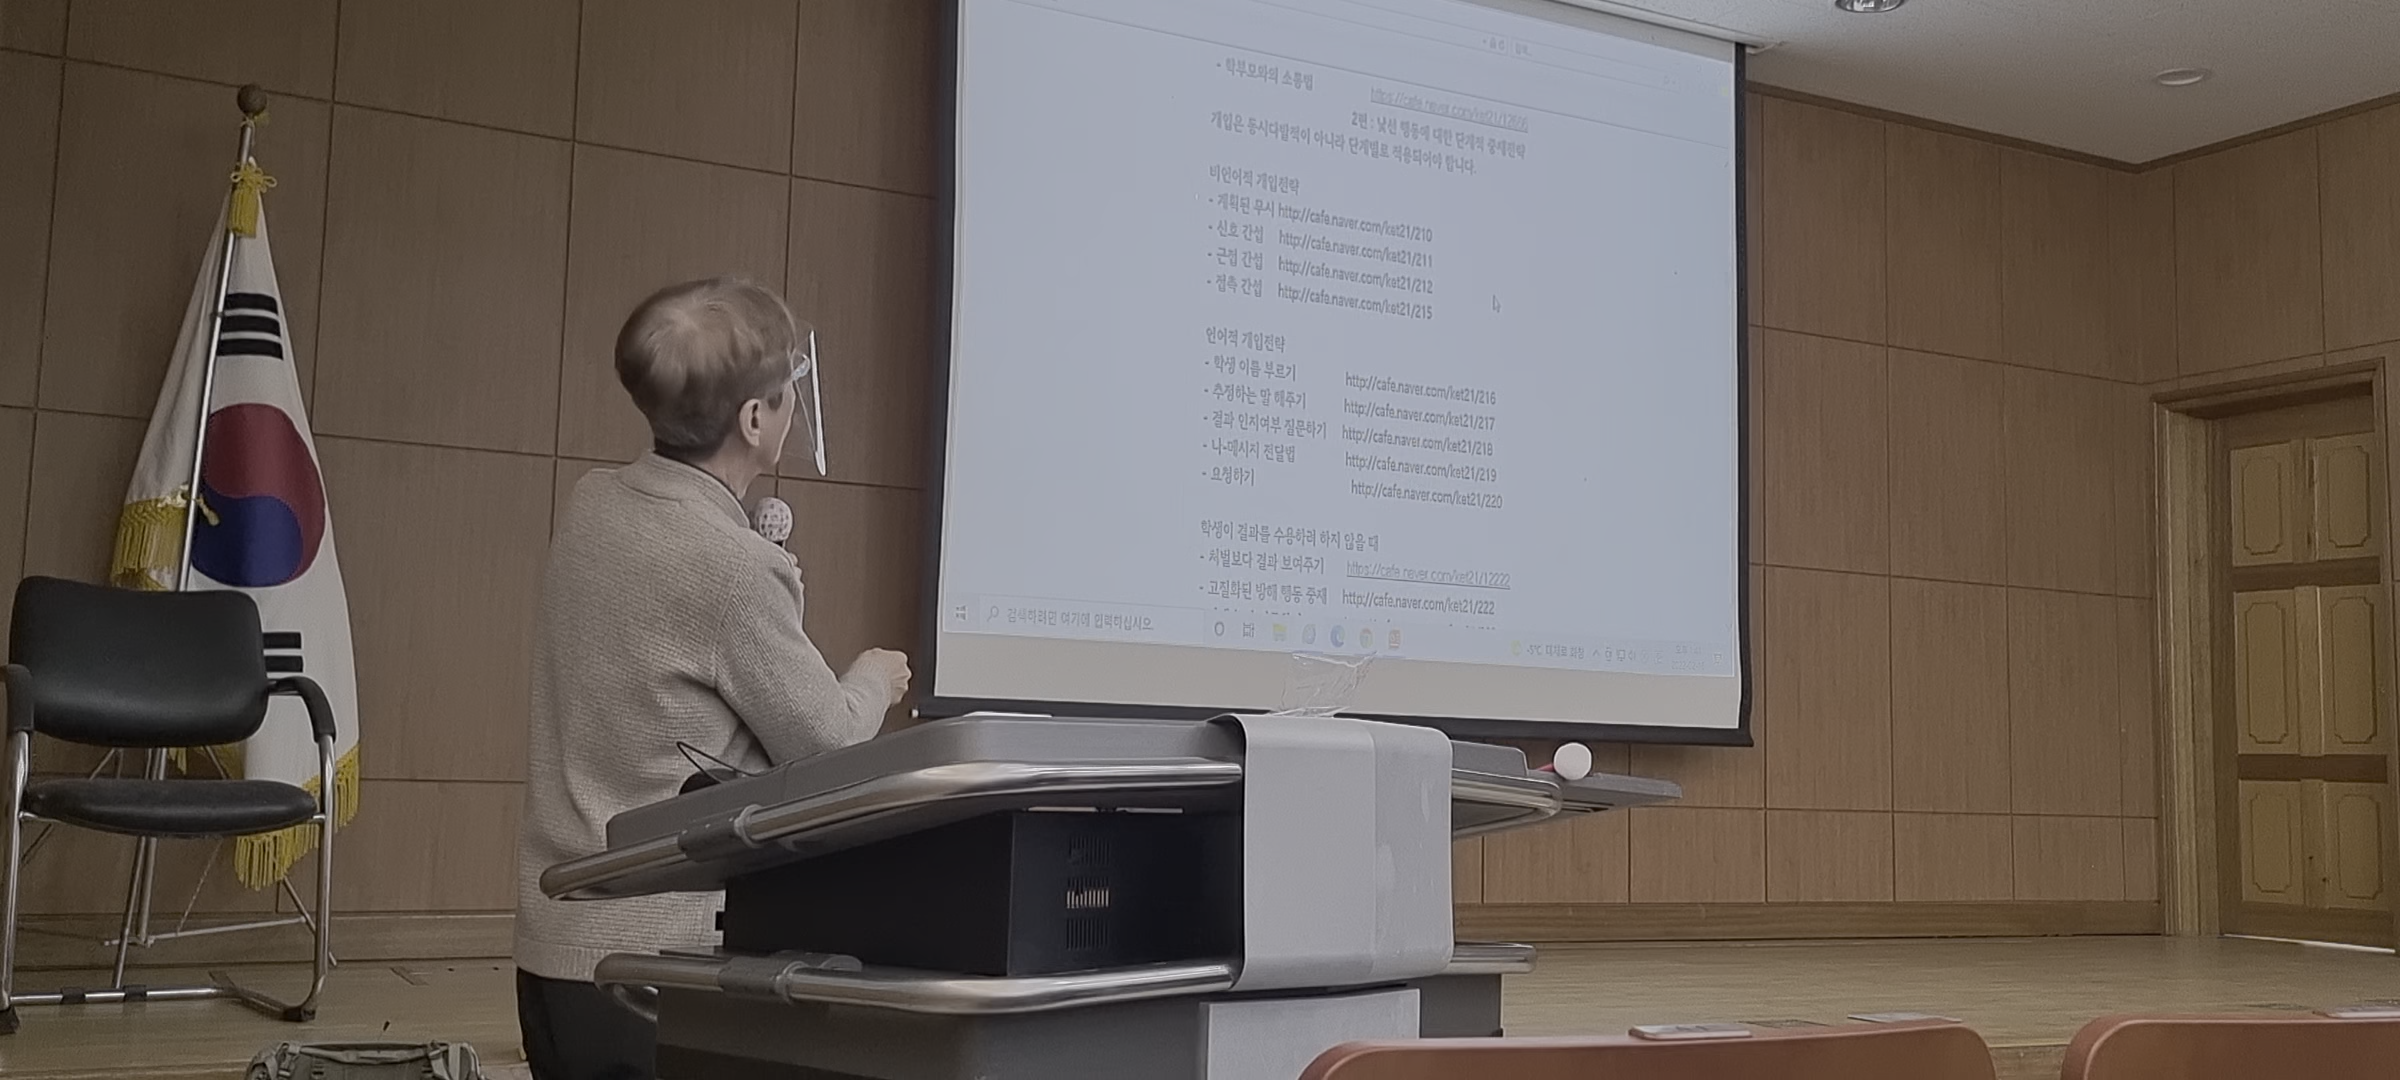 - 학부모와의 소통법
2편 : 낯선 행동에 대한 단계적 중재전략
개입은 동시다발적이 아니라 단계별로 적용되어야 합니다.
비언어적 개입전략
- 계획된 무시 http://cafe.naver.com/ket21/210
- 신호 간섭 http://cafe.naver.com/ket21/211
- 근접 간섭 http://cafe.naver.com/ket21/212
- 접촉 간섭 http://cafe.naver.com/ket21/215
언어적 개입전략
- 학생 이름 부르기 http://cafe.naver.com/ket21/216
- 추정하는 말 해주기 http://cafe.naver.com/ket21/217
- 결과 인지여부 질문하기 http://cafe.naver.com/ket21/218
- 나-메시지 전달법 http://cafe.naver.com/ket21/219
- 요청하기 http://cafe.naver.com/ket21/220
학생이 결과를 수용하려 하지 않을 때
- 처벌보다 결과 보여주기 https://cafe.naver.com/ket21/12222
- 고질화된 방해 행동 중재 http://cafe.naver.com/ket21/222
검색하려면 여기에 입력하십시오.
-5°C 대체로 화창